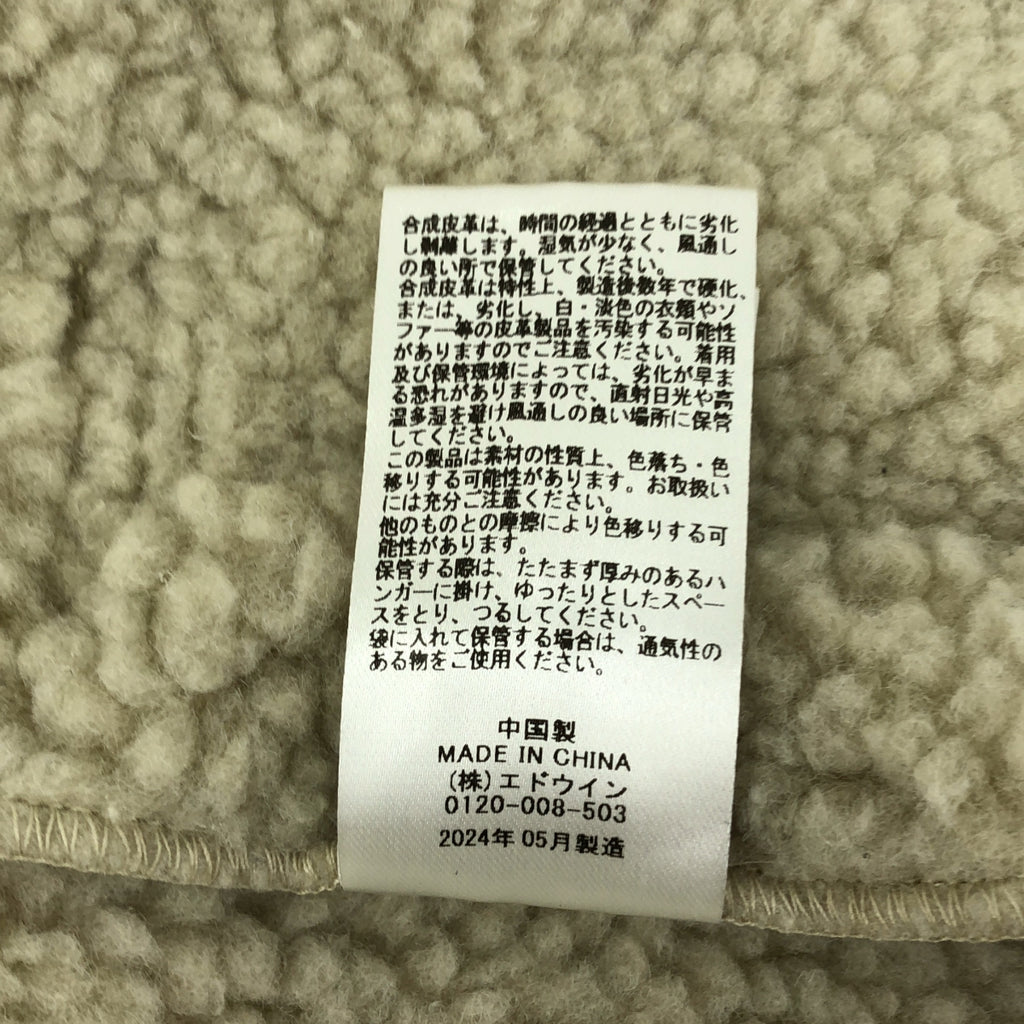 合成皮革は、時間の経過とともに劣化
し剥離します。湿気が少なく、風通し
の良い所で保管してください。
合成皮革は特性上、製造後数年で硬化、
または、劣化し、白・淡色の衣類やソ
ファー等の皮革製品を汚染する可能性
がありますのでご注意ください。着用
及び保管環境によっては、劣化が早ま
る恐れがありますので、直射日光や高
温多湿を避け風通しの良い場所に保管
してください。
この製品は素材の性質上、色落ち・色
移りする可能性があります。お取扱い
には充分ご注意ください。
他のものとの摩擦により色移りする可
能性があります。
保管する際は、たたまず厚みのあるハ
ンガーに掛け、ゆったりとしたスペー
スをとり、つるしてください。
袋に入れて保管する場合は、通気性の
ある物をご使用ください。
中国製
MADE IN CHINA
(株)エドウイン
0120-008-503
2024年05月製造